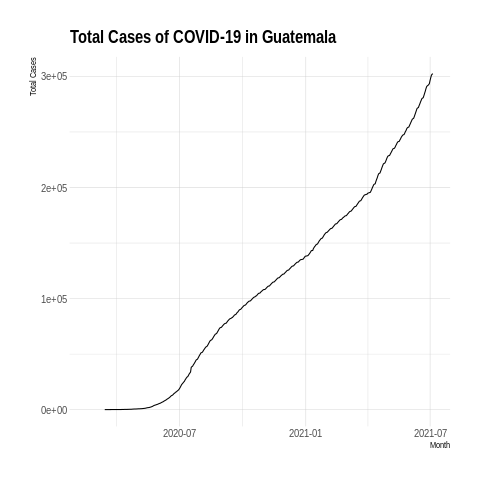 Total Cases of COVID-19 in Guatemala
Total Cases
3e+05
2e+05
1e+05
0e+00
2020-07
2021-01
2021-07
Month